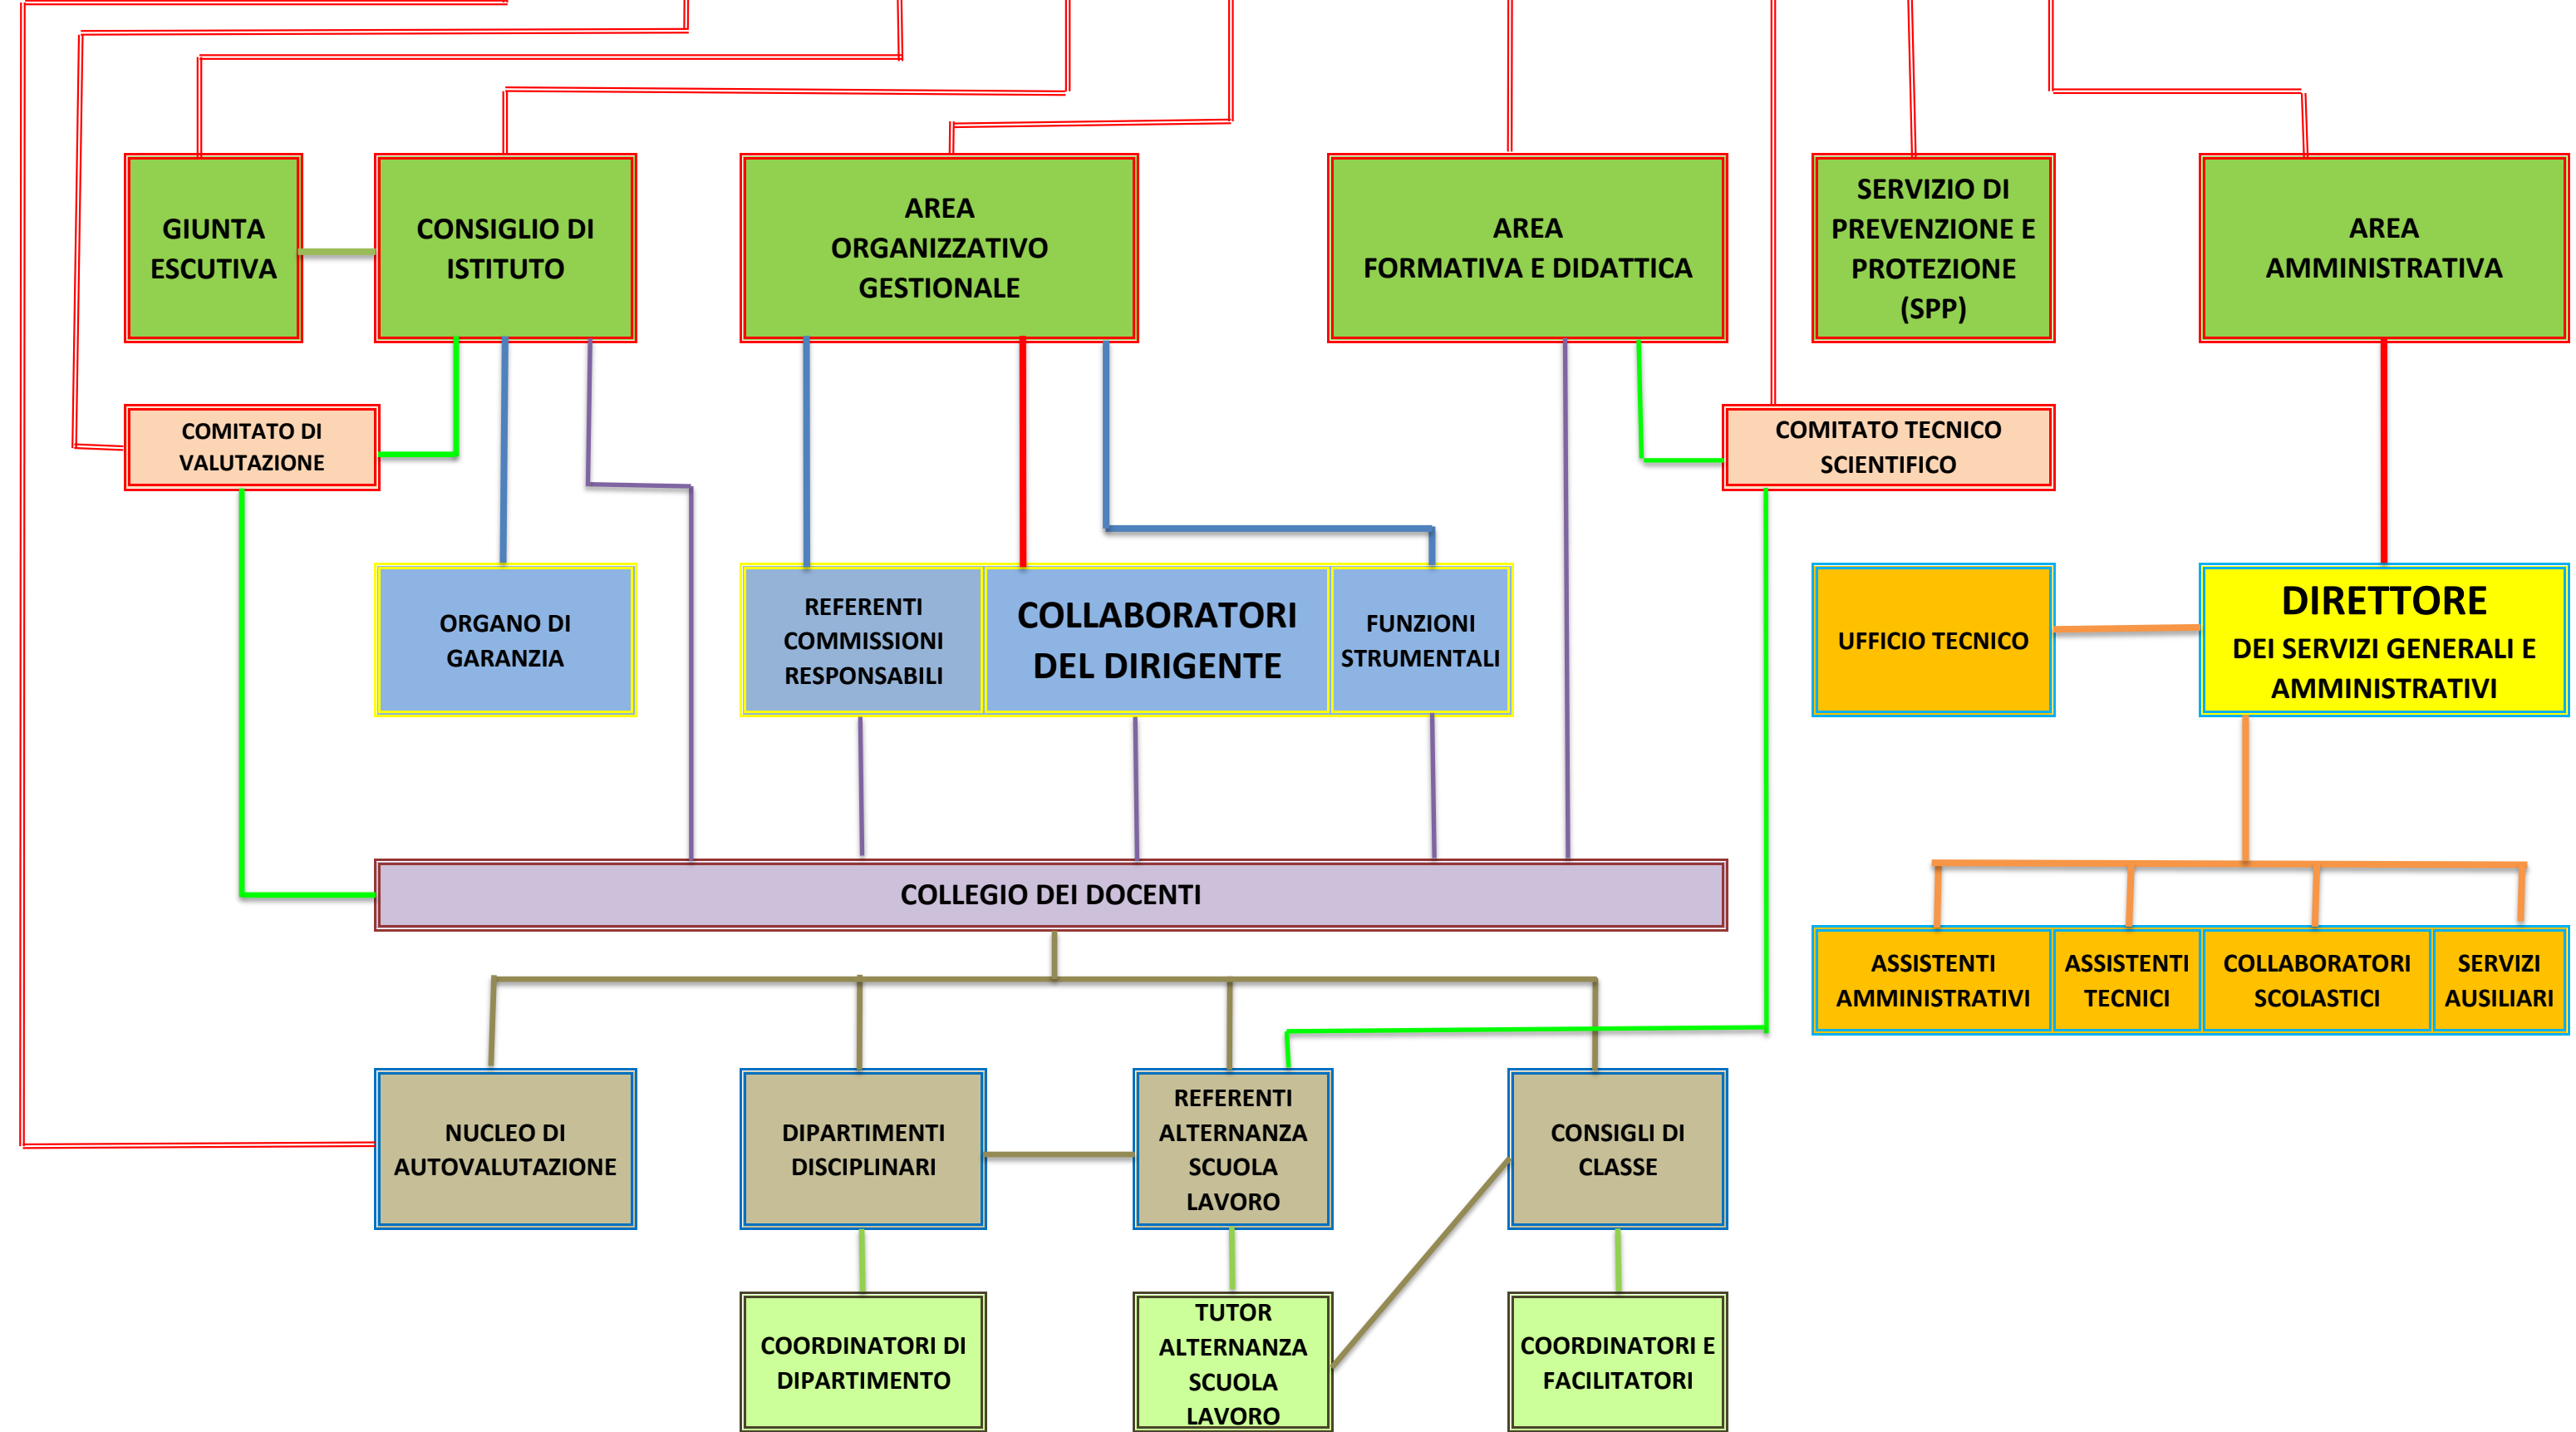 GIUNTA
ESCUTIVA
CONSIGLIO DI
ISTITUTO
AREA
ORGANIZZATIVO
GESTIONALE
AREA
FORMATIVA E DIDATTICA
SERVIZIO DI
PREVENZIONE E
PROTEZIONE
(SPP)
AREA
AMMINISTRATIVA
COMITATO DI
VALUTAZIONE
COMITATO TECNICO
SCIENTIFICO
ORGANO DI
GARANZIA
REFERENTI
COMMISSIONI
RESPONSABILI
COLLABORATORI
DEL DIRIGENTE
FUNZIONI
STRUMENTALI
UFFICIO TECNICO
DIRETTORE
DEI SERVIZI GENERALI E
AMMINISTRATIVI
COLLEGIO DEI DOCENTI
ASSISTENTI
AMMINISTRATIVI
ASSISTENTI
TECNICI
COLLABORATORI
SCOLASTICI
SERVIZI
AUSILIARI
NUCLEO DI
AUTOVALUTAZIONE
DIPARTIMENTI
DISCIPLINARI
REFERENTI
ALTERNANZA
SCUOLA
LAVORO
CONSIGLI DI
CLASSE
COORDINATORI DI
DIPARTIMENTO
TUTOR
ALTERNANZA
SCUOLA
LAVORO
COORDINATORI E
FACILITATORI